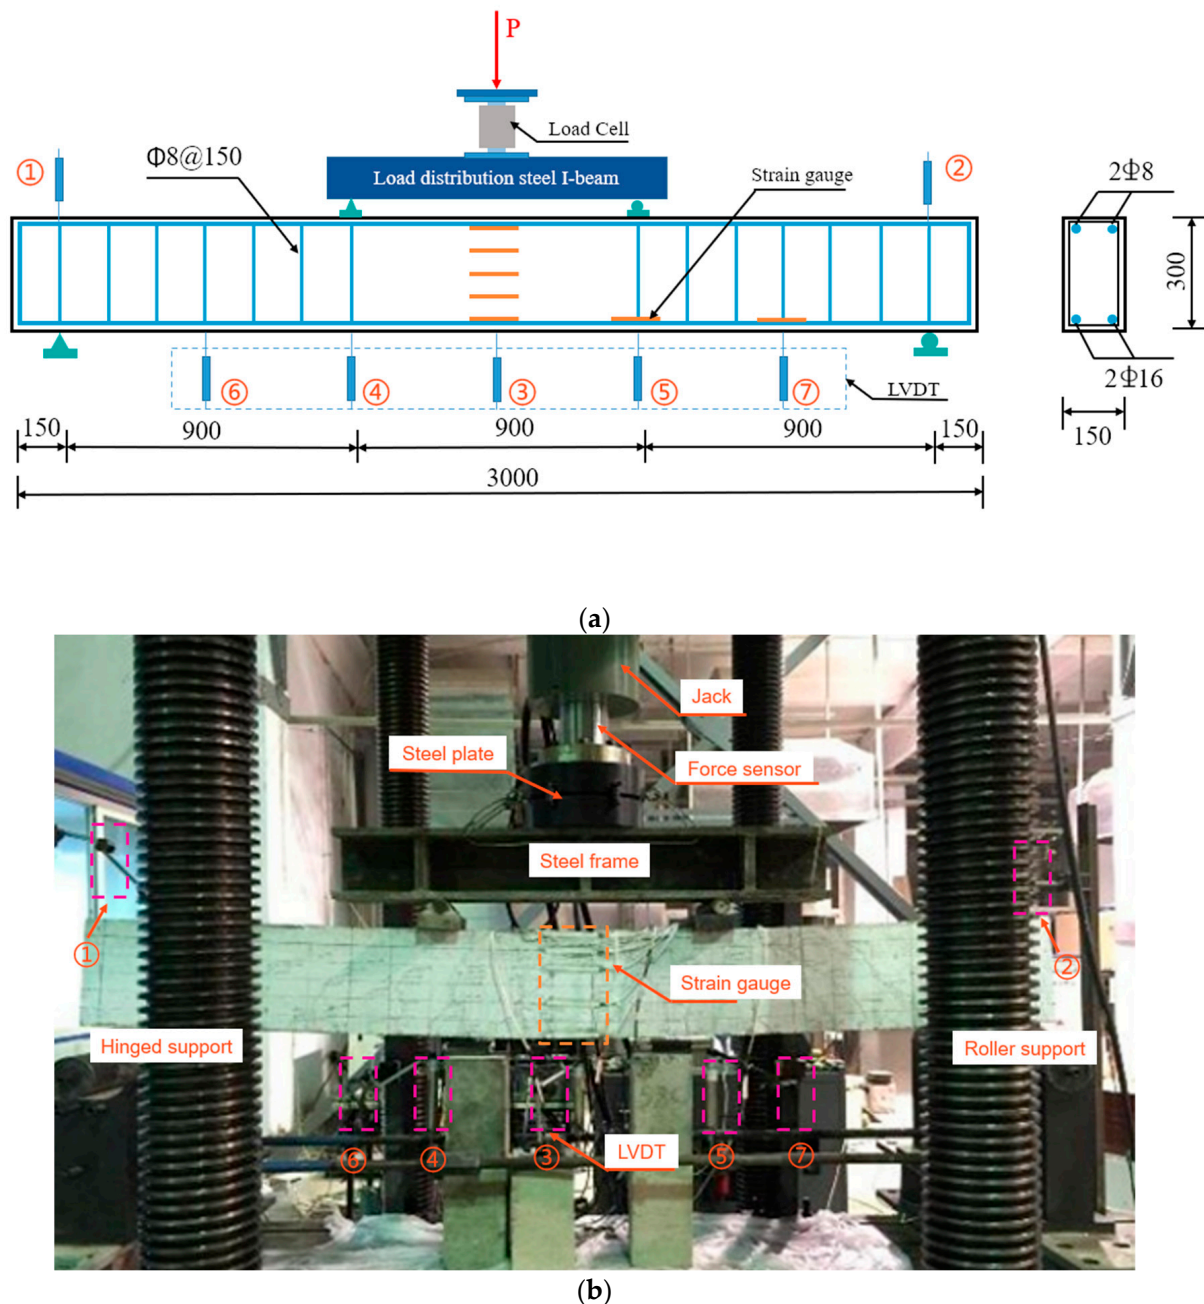 P
Load Cell
①
Φ8@150
Load distribution steel I-beam
Strain gauge
②
2Φ8
300
2Φ16
150
⑥
④
③
⑤
⑦
LVDT
150
900
900
900
150
3000
(a)
Jack
Steel plate
Force sensor
Steel frame
①
②
Strain gauge
Hinged support
Roller support
LVDT
⑥
④
③
⑤
⑦
(b)